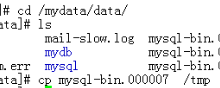 ]# cd /mydata/data/
]# ls
mail-slow.log mysql-bin.
mydb mysql-bin.
m.err mysql mysql-bin.
ata]# cp mysql-bin.000007 /tmp